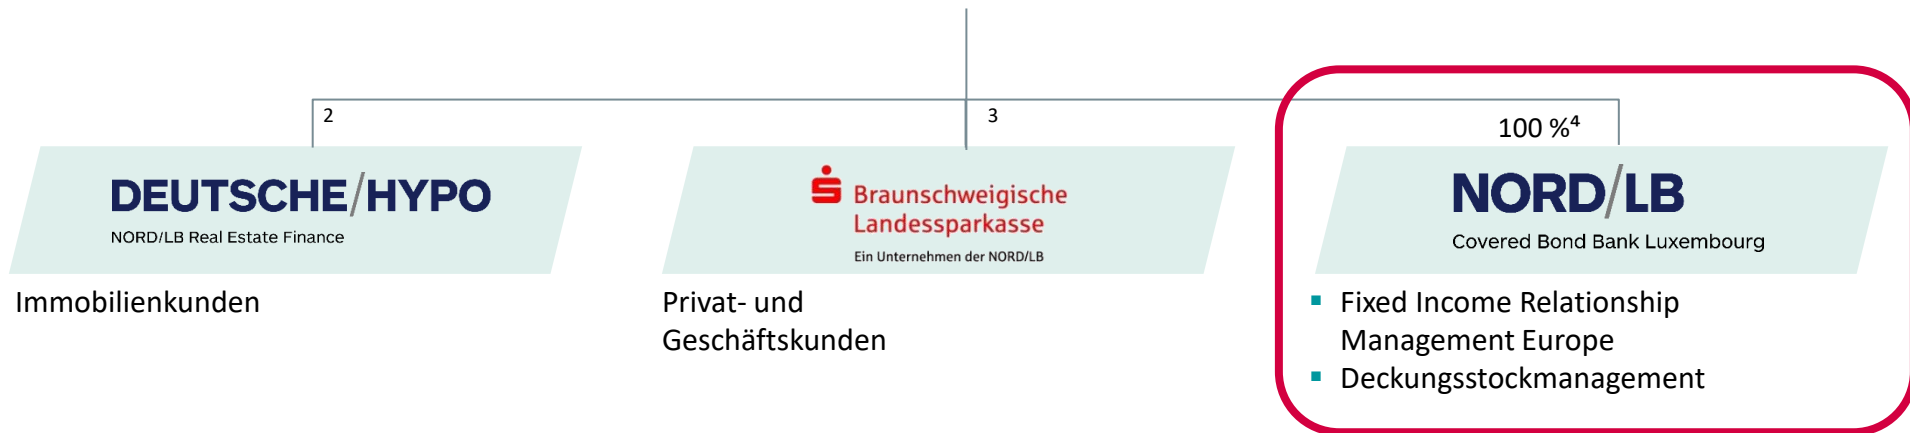 2
3
100 %⁴
DEUTSCHE/HYPO
NORD/LB Real Estate Finance
Braunschweigische
Landessparkasse
Ein Unternehmen der NORD/LB
NORD/LB
Covered Bond Bank Luxembourg
Immobilienkunden
Privat- und
Geschäftskunden
▪ Fixed Income Relationship
Management Europe
▪ Deckungsstockmanagement